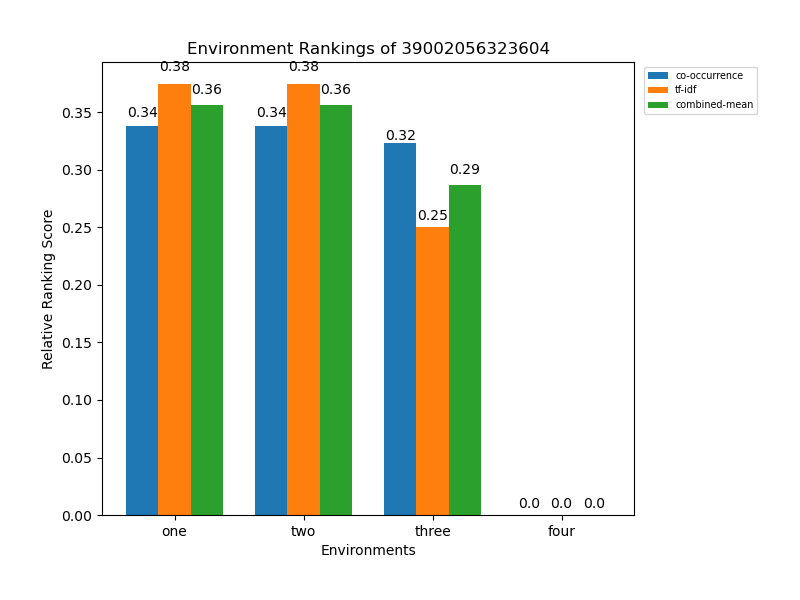 Environment Rankings of 39002056323604
co-occurrence
tf-idf
combined-mean
0.38 0.38
0.34 0.36 0.34 0.36
0.32
0.29
0.25
0.0 0.0 0.0
0.35
0.30
0.25
0.20
0.15
0.10
0.05
0.00
Relative Ranking Score
one two three four
Environments